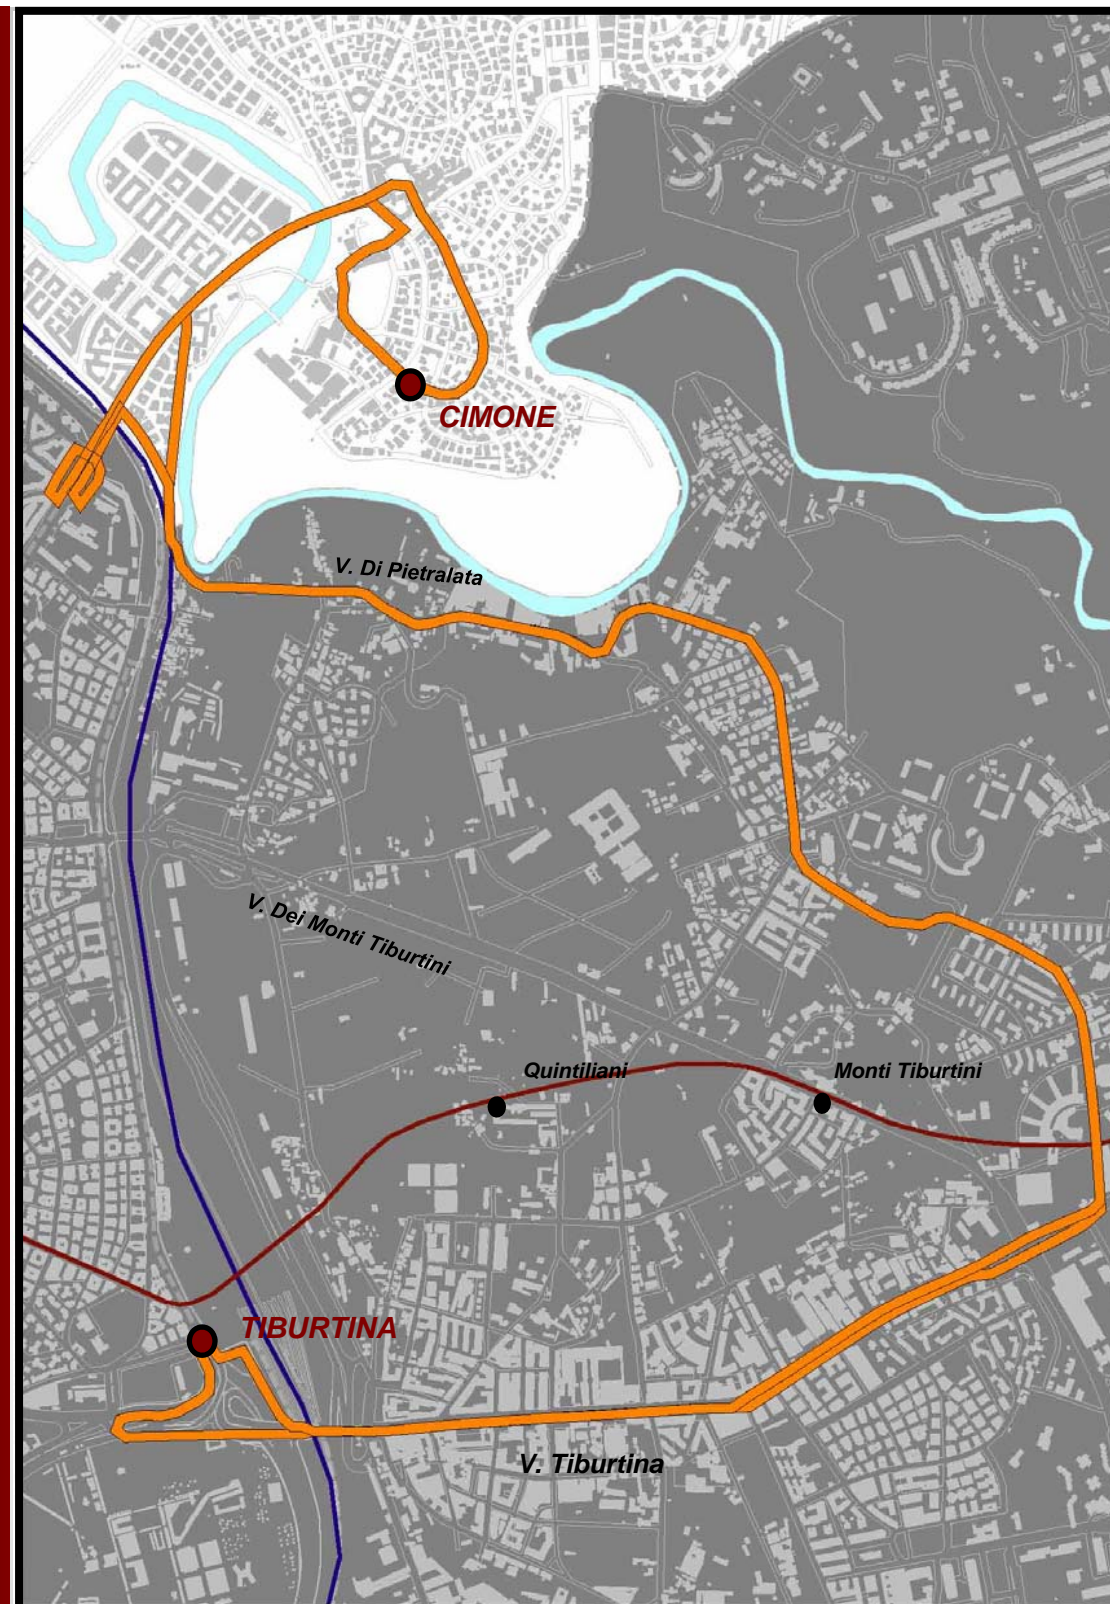 CIMONE
V. Di Pietralata
V. Dei Monti Tiburtini
Quintiliani
Monti Tiburtini
TIBURTINA
V. Tiburtina